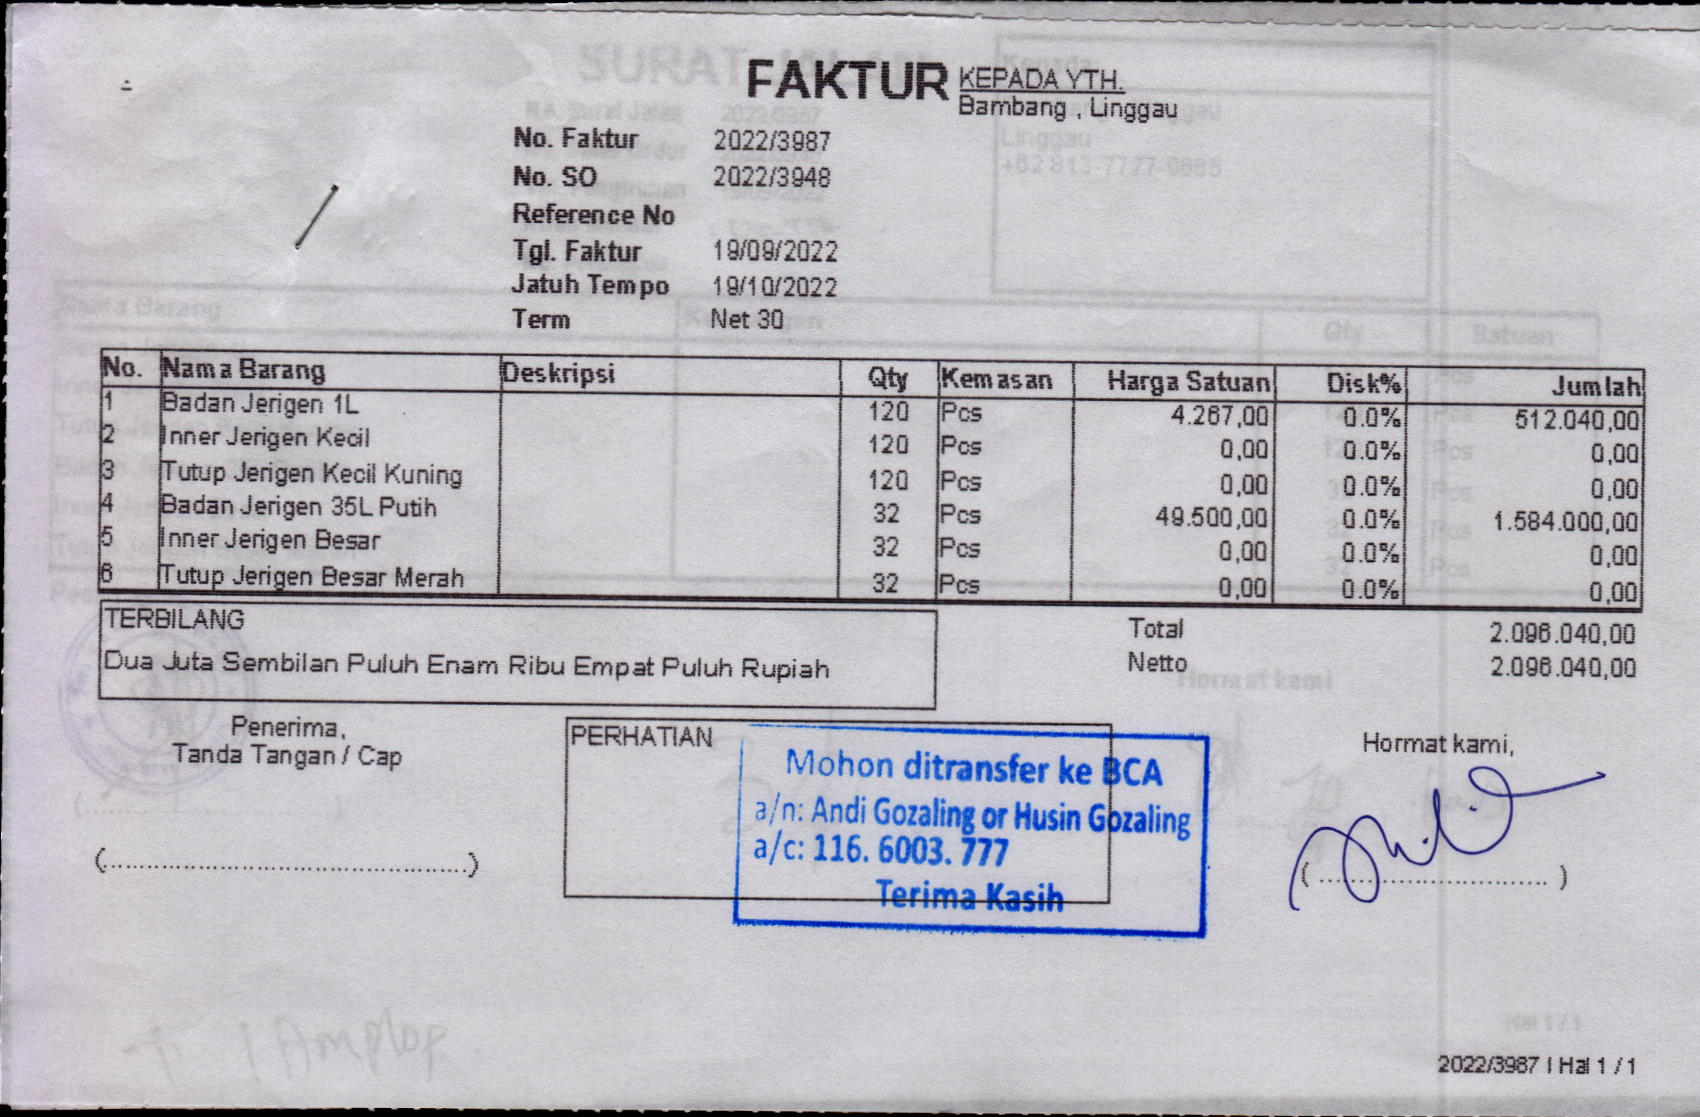 FAKTUR
KEPADA YTH.
Bambang , Linggau
No. Faktur 2022/3987
No. SO 2022/3948
Reference No
Tgl. Faktur 19/09/2022
Jatuh Tempo 19/10/2022
Term Net 30
No. Nama Barang Deskripsi Qty Kemasan Harga Satuan Disk% Jumlah
1 Badan Jerigen 1L 120 Pcs 4.267,00 0.0% 512.040,00
2 Inner Jerigen Kecil 120 Pcs 0,00 0.0% 0,00
3 Tutup Jerigen Kecil Kuning 120 Pcs 0,00 0.0% 0,00
4 Badan Jerigen 35L Putih 32 Pcs 49.500,00 0.0% 1.584.000,00
5 Inner Jerigen Besar 32 Pcs 0,00 0.0% 0,00
6 Tutup Jerigen Besar Merah 32 Pcs 0,00 0.0% 0,00
TERBILANG
Dua Juta Sembilan Puluh Enam Ribu Empat Puluh Rupiah
Total 2.096.040,00
Netto 2.096.040,00
Penerima,
Tanda Tangan / Cap
(................................................)
PERHATIAN
Mohon ditransfer ke BCA
a/n: Andi Gozaling or Husin Gozaling
a/c: 116. 6003. 777
Terima Kasih
Hormat kami,
(................................)
2022/3987 | Hal 1 / 1